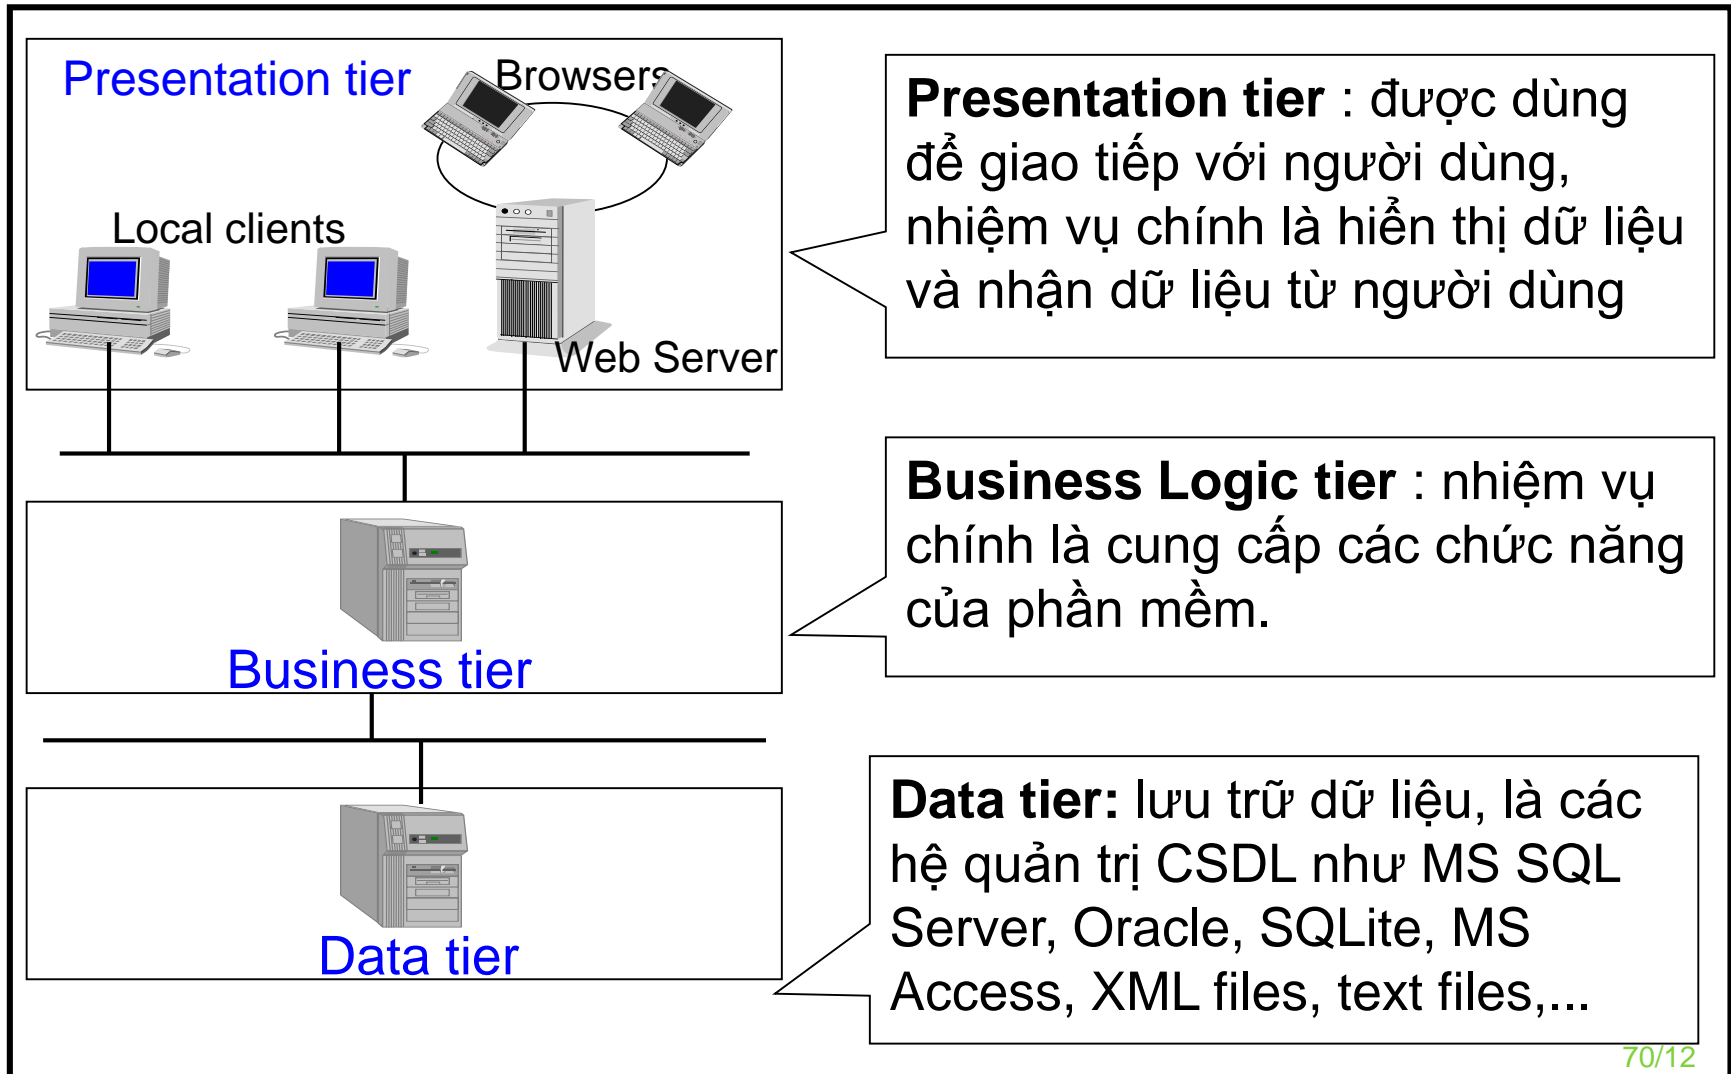 Presentation tier
Browsers
Local clients
Web Server
Presentation tier : được dùng
để giao tiếp với người dùng,
nhiệm vụ chính là hiển thị dữ liệu
và nhận dữ liệu từ người dùng
Business tier
Business Logic tier : nhiệm vụ
chính là cung cấp các chức năng
của phần mềm.
Data tier
Data tier: lưu trữ dữ liệu, là các
hệ quản trị CSDL như MS SQL
Server, Oracle, SQLite, MS
Access, XML files, text files,...
70/12